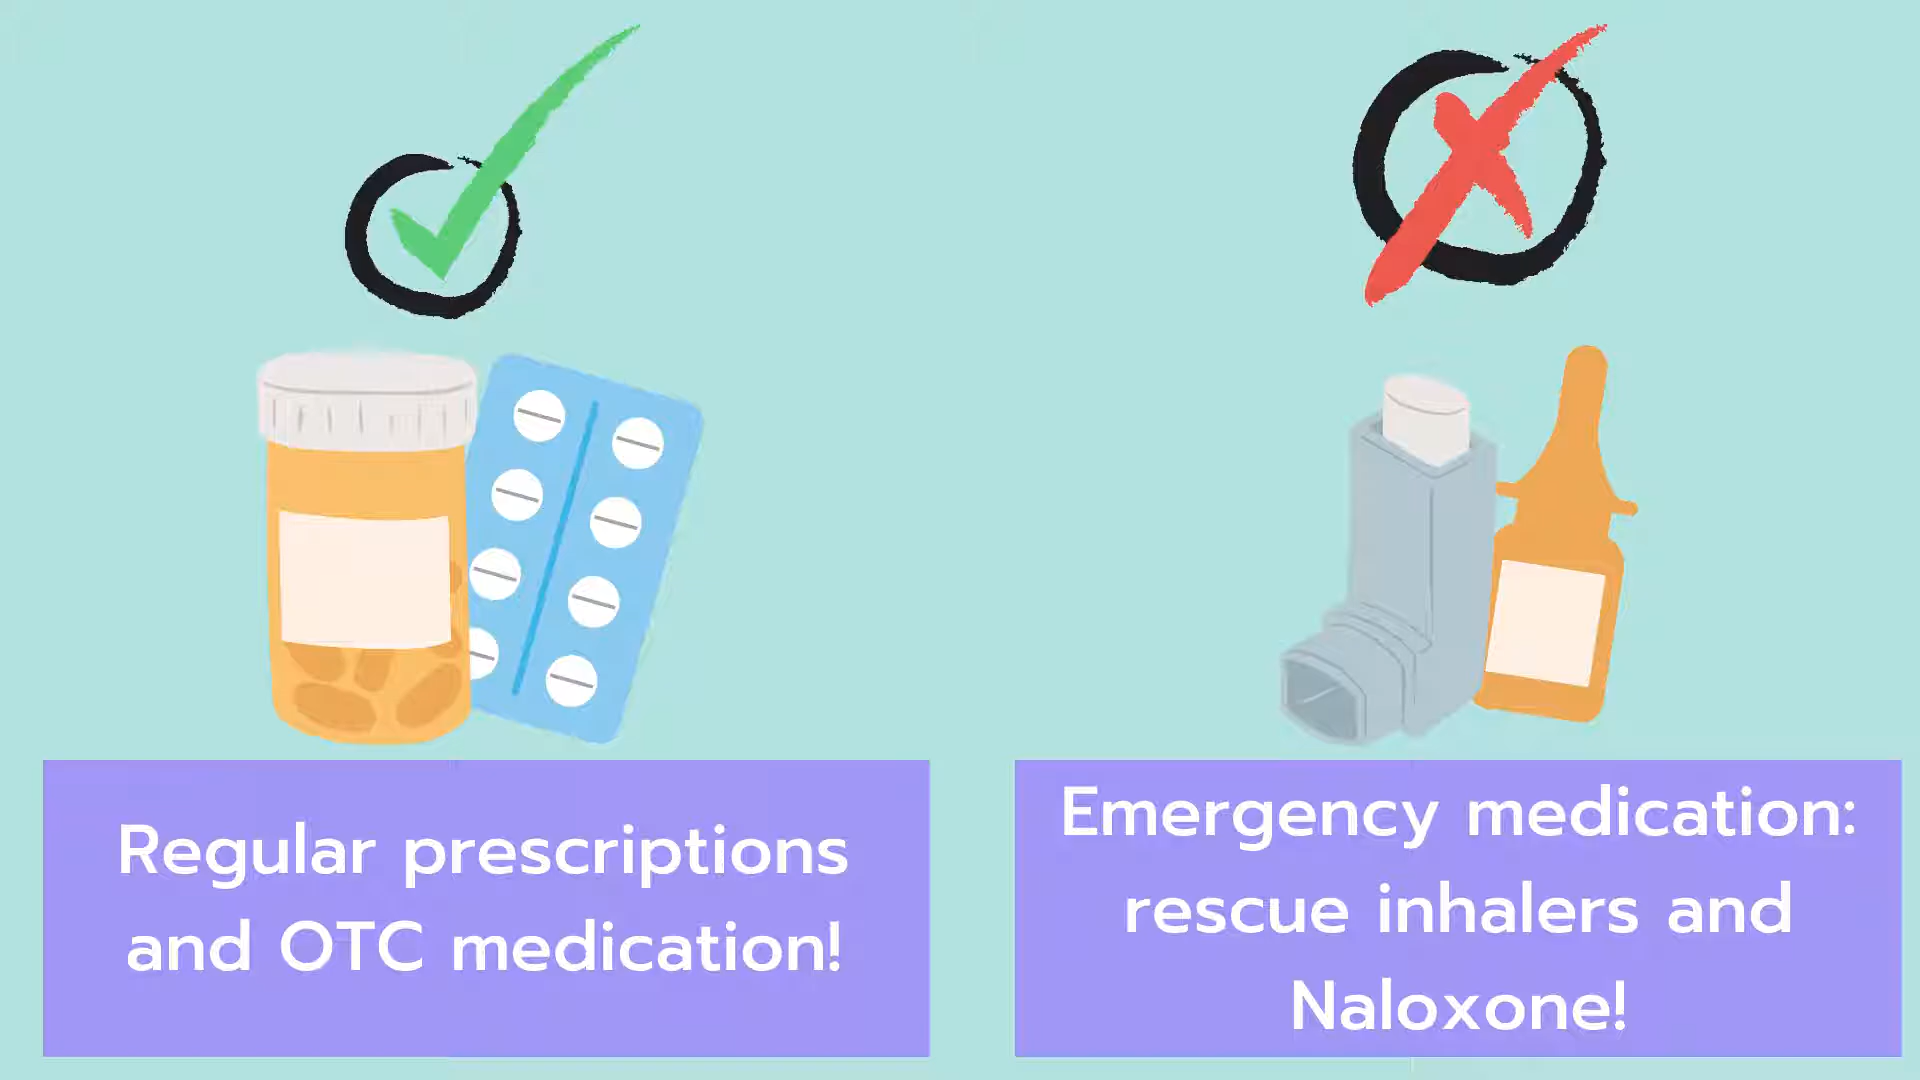 Regular prescriptions
and OTC medication!
Emergency medication:
rescue inhalers and
Naloxone!